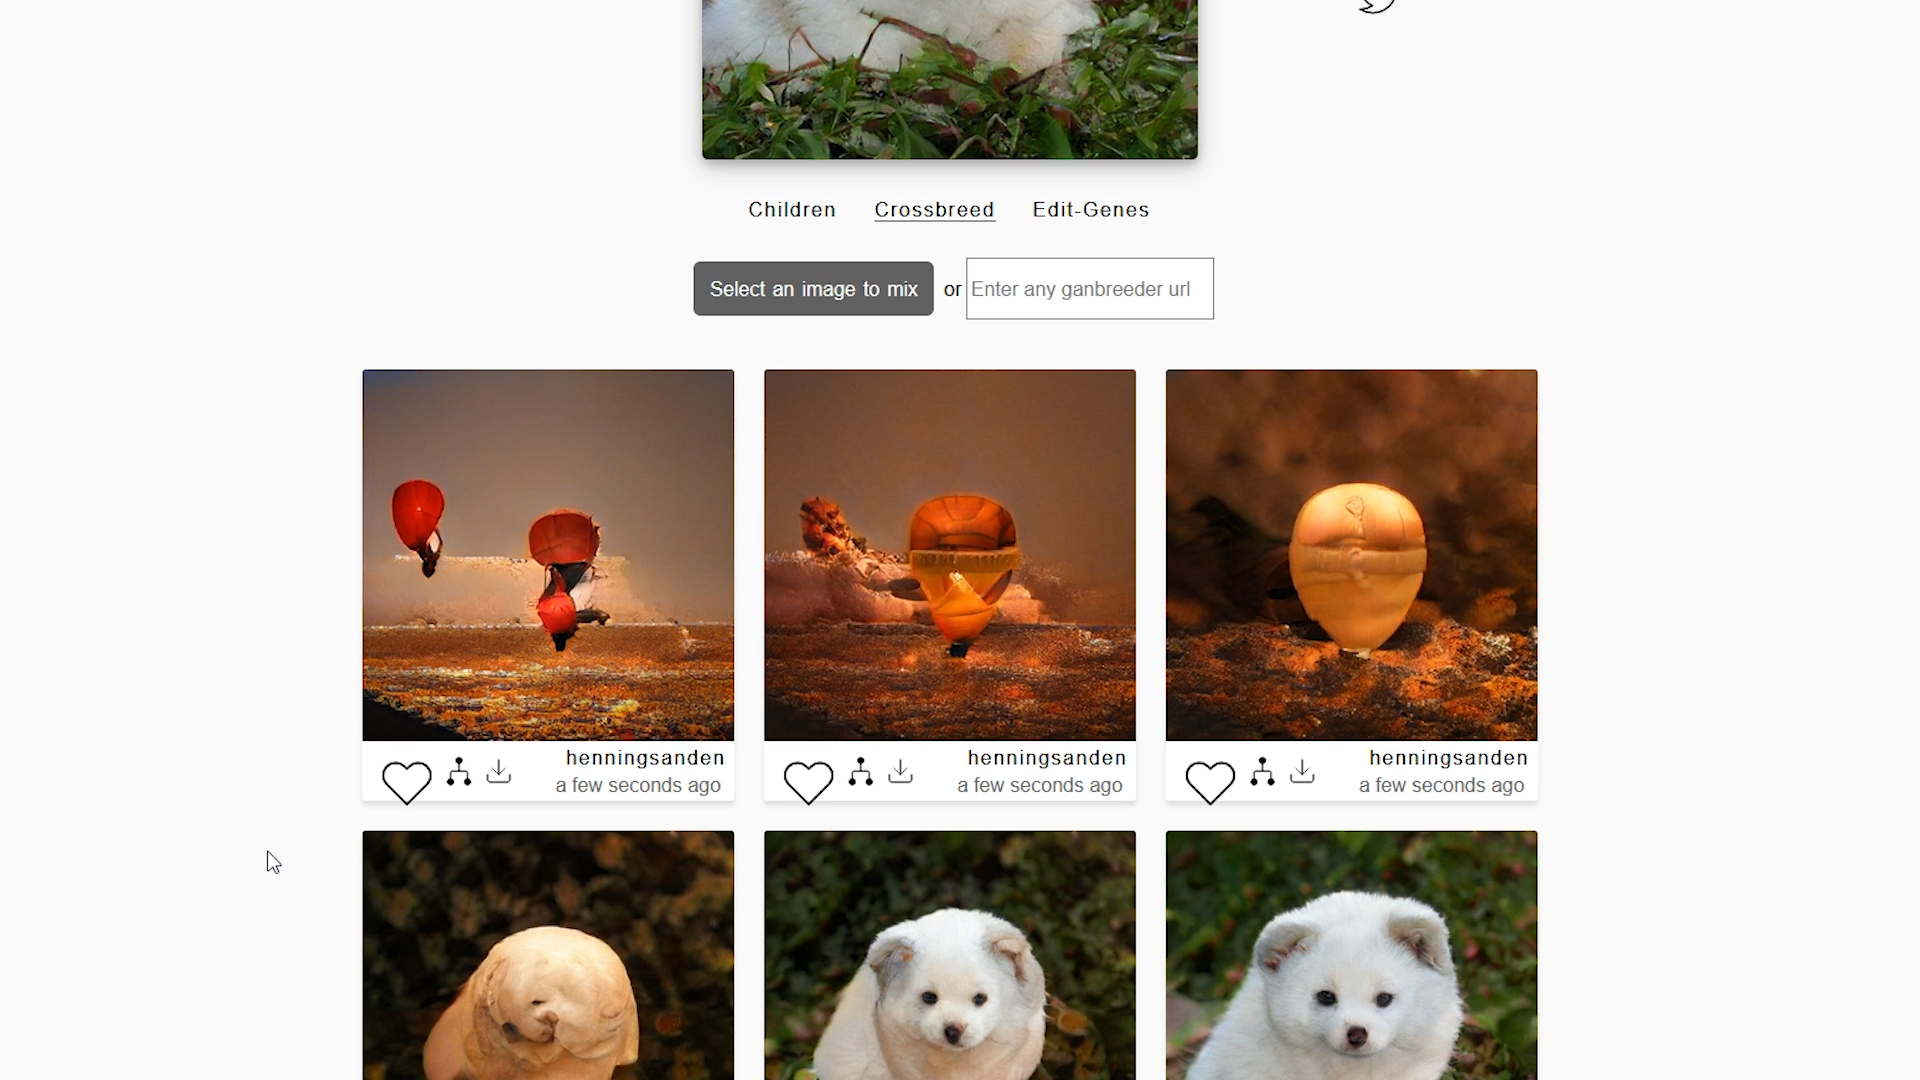 Children Crossbreed Edit-Genes
Select an image to mix or Enter any ganbreeder url
henningsanden henningsanden henningsanden
a few seconds ago a few seconds ago a few seconds ago